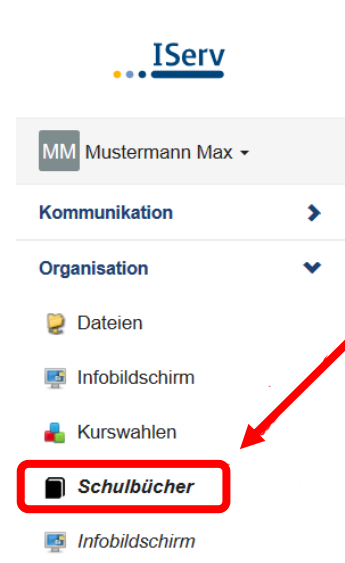 IServ
MM Mustermann Max
Kommunikation
Organisation
Dateien
Infobildschirm
Kurswahlen
Schulbücher
Infobildschirm